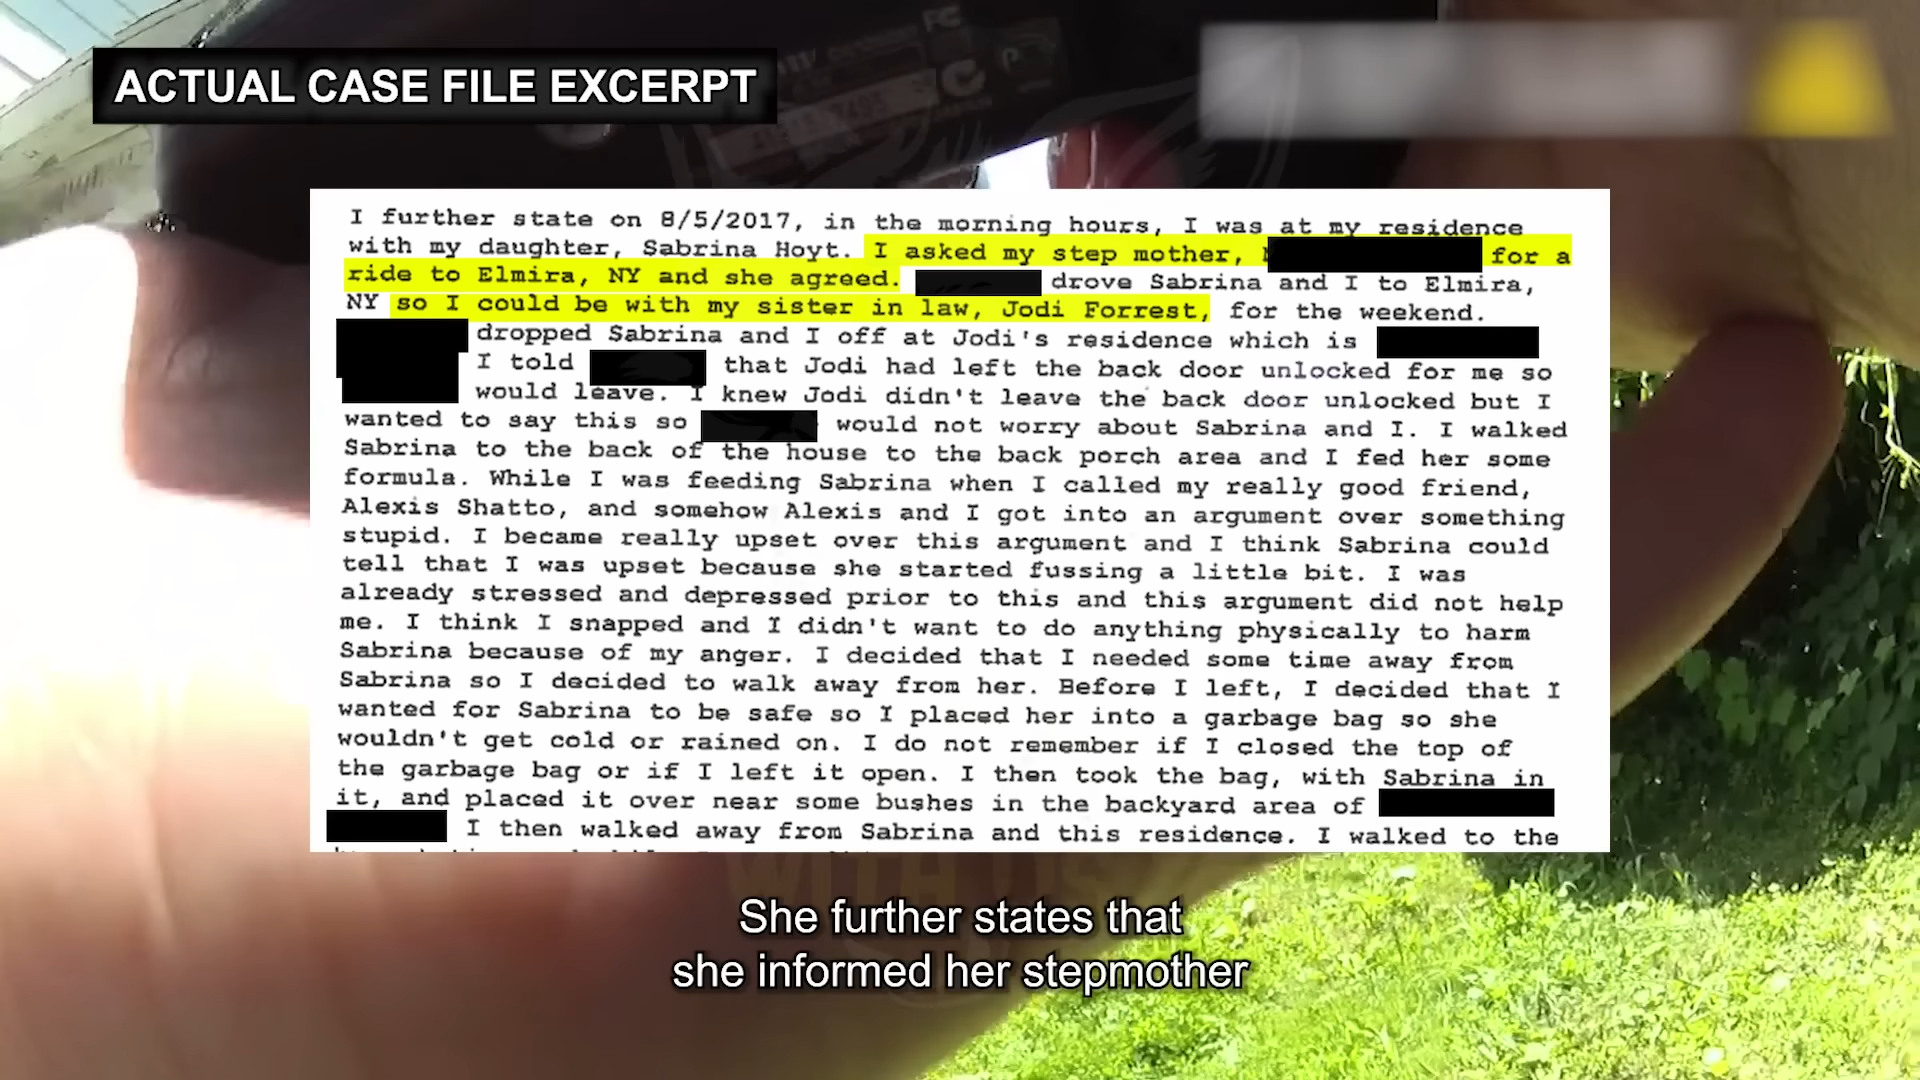 ACTUAL CASE FILE EXCERPT
I further state on 8/5/2017, in the morning hours, I was at my residence
with my daughter, Sabrina Hoyt. I asked my step mother, for a
ride to Elmira, NY and she agreed. drove Sabrina and I to Elmira,
NY so I could be with my sister in law, Jodi Forrest, for the weekend.
dropped Sabrina and I off at Jodi's residence which is
I told that Jodi had left the back door unlocked for me so
would leave. I knew Jodi didn't leave the back door unlocked but I
wanted to say this so would not worry about Sabrina and I. I walked
Sabrina to the back of the house to the back porch area and I fed her some
formula. While I was feeding Sabrina when I called my really good friend,
Alexis Shatto, and somehow Alexis and I got into an argument over something
stupid. I became really upset over this argument and I think Sabrina could
tell that I was upset because she started fussing a little bit. I was
already stressed and depressed prior to this and this argument did not help
me. I think I snapped and I didn't want to do anything physically to harm
Sabrina because of my anger. I decided that I needed some time away from
Sabrina so I decided to walk away from her. Before I left, I decided that I
wanted for Sabrina to be safe so I placed her into a garbage bag so she
wouldn't get cold or rained on. I do not remember if I closed the top of
the garbage bag or if I left it open. I then took the bag, with Sabrina in
it, and placed it over near some bushes in the backyard area of
I then walked away from Sabrina and this residence. I walked to the
She further states that
she informed her stepmother